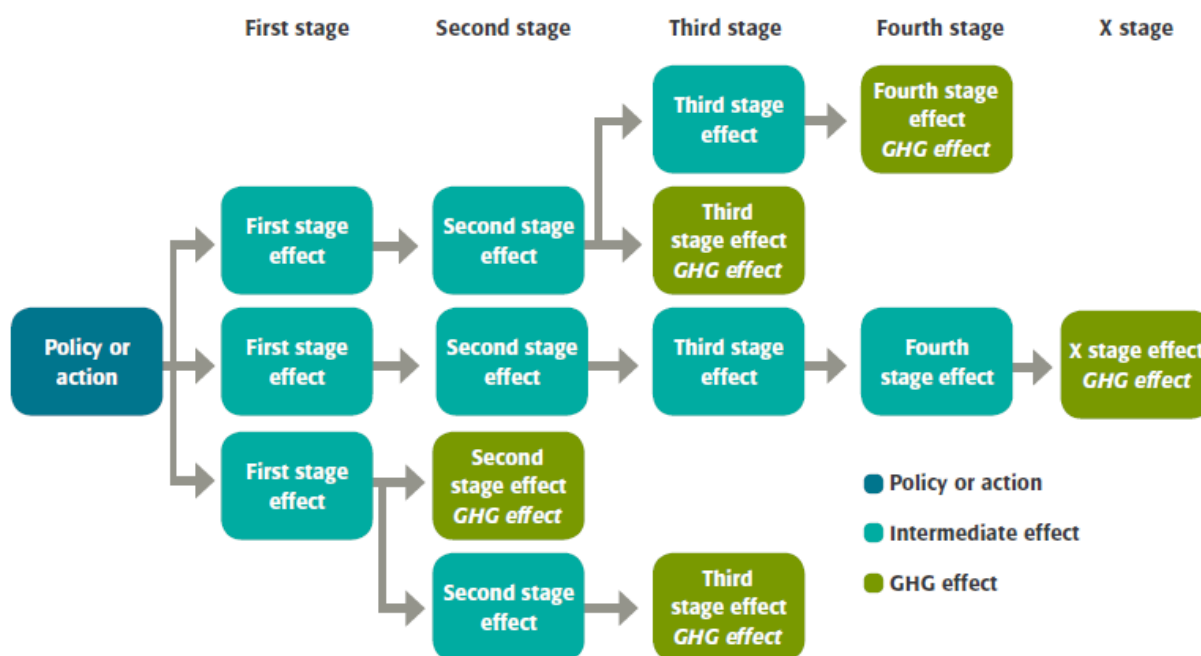 First stage
Second stage
Third stage
Fourth stage
X stage
Third stage
effect
Fourth stage
effect
GHG effect
First stage
effect
Second stage
effect
Third
stage effect
GHG effect
Policy or
action
First stage
effect
Second stage
effect
Third stage
effect
Fourth
stage effect
X stage effect
GHG effect
First stage
effect
Second
stage effect
GHG effect
Second stage
effect
Third
stage effect
GHG effect
Policy or action
Intermediate effect
GHG effect